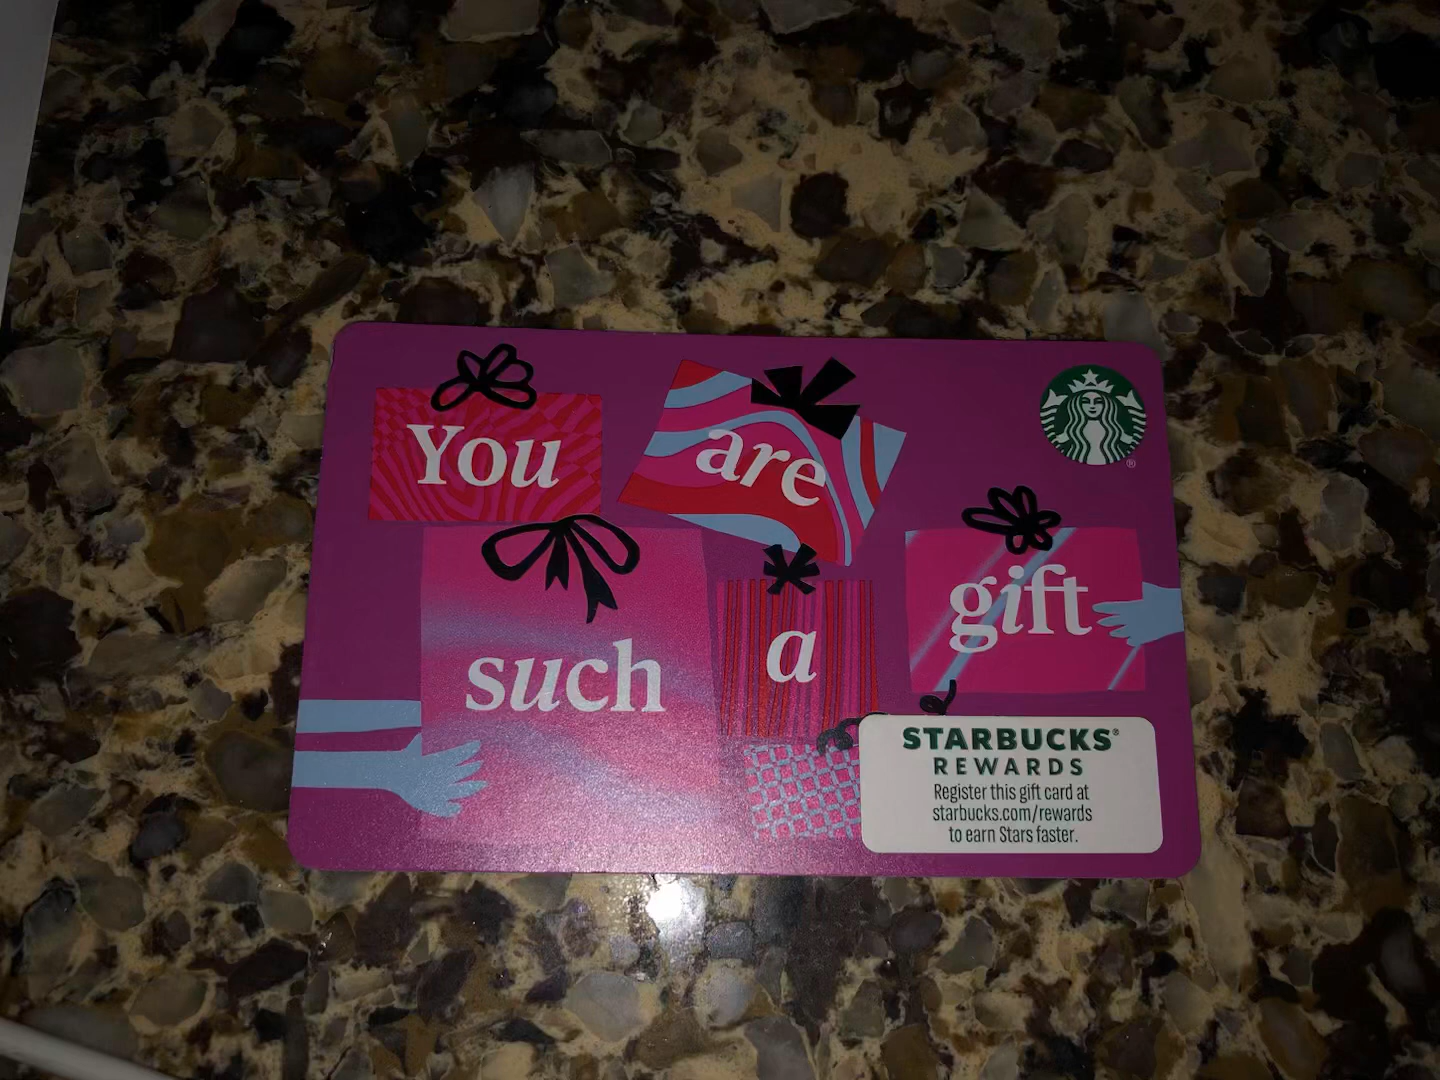 You are
such a gift
®
STARBUCKS®
REWARDS
Register this gift card at
starbucks.com/rewards
to earn Stars faster.